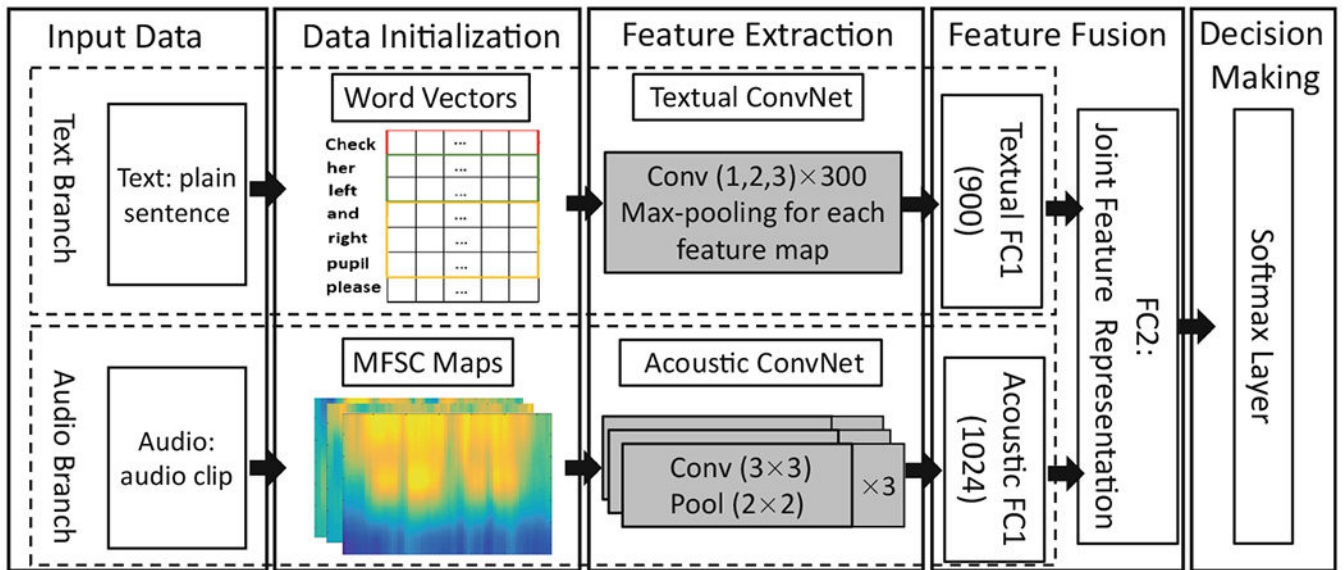 Input Data
Data Initialization
Feature Extraction
Feature Fusion
Decision
Making
Text Branch
Text: plain
sentence
Word Vectors
Check ...
her ...
left ...
and ...
right ...
pupil ...
please ...
Textual ConvNet
Conv (1,2,3)×300
Max-pooling for each
feature map
Textual FC1
(900)
Audio Branch
Audio:
audio clip
MFSC Maps
Acoustic ConvNet
Conv (3×3)
Pool (2×2)
×3
Acoustic FC1
(1024)
FC2:
Joint Feature Representation
Softmax Layer